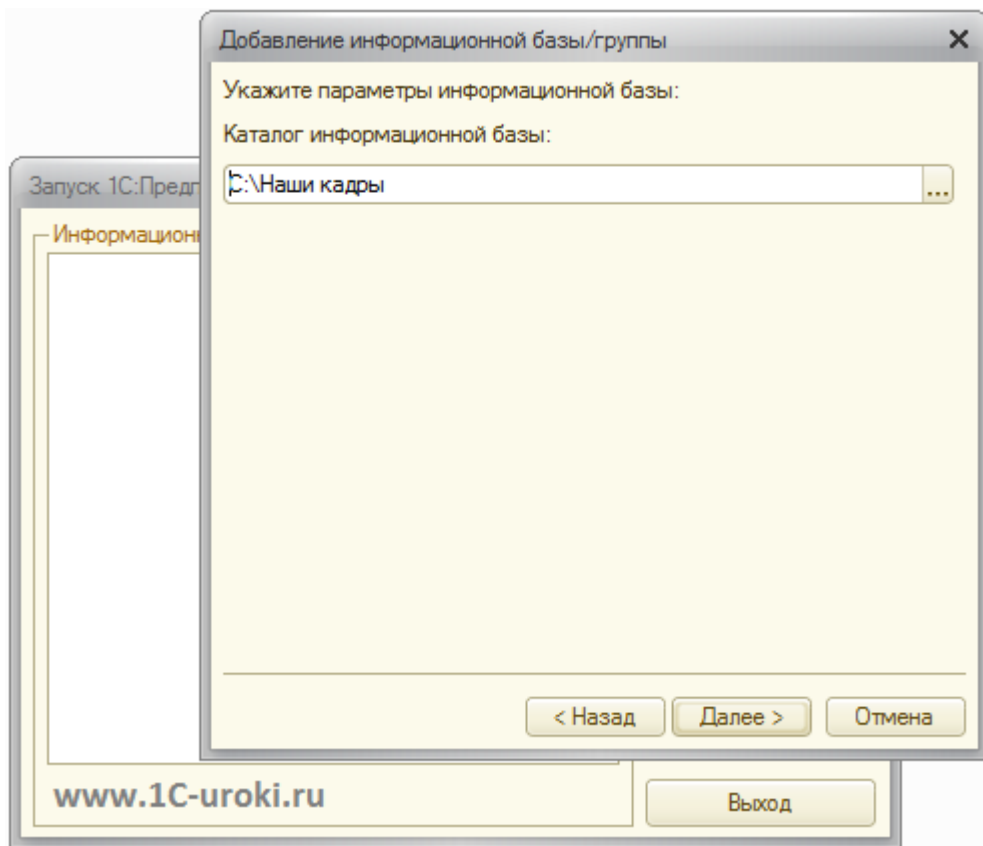 Добавление информационной базы/группы
Укажите параметры информационной базы:
Каталог информационной базы:
C:\Наши кадры
...
< Назад
Далее >
Отмена
Запуск 1С:Предп
Информационн
www.1C-uroki.ru
Выход